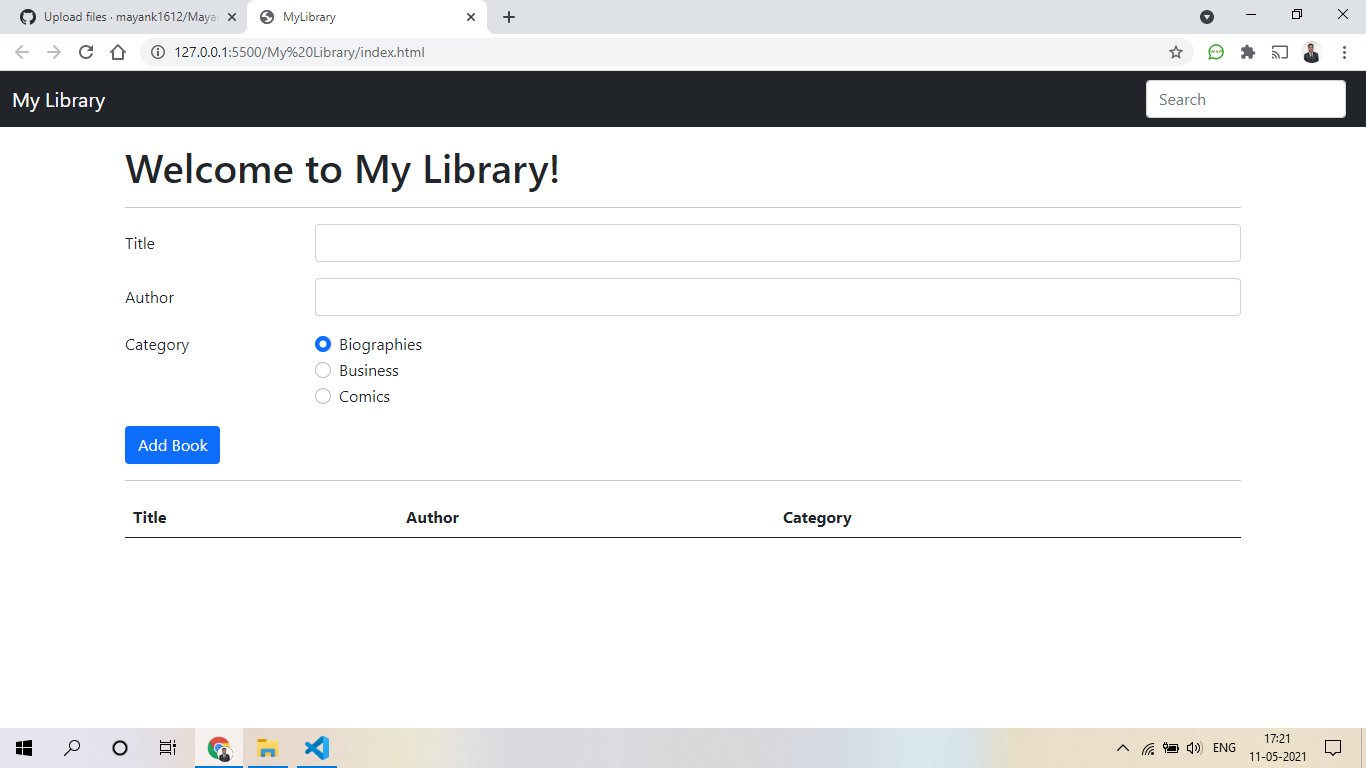 Upload files · mayank1612/Mayan
MyLibrary
127.0.0.1:5500/My%20Library/index.html
My Library
Search
Welcome to My Library!
Title
Author
Category
Biographies
Business
Comics
Add Book
Title Author Category
ENG
17:21
11-05-2021